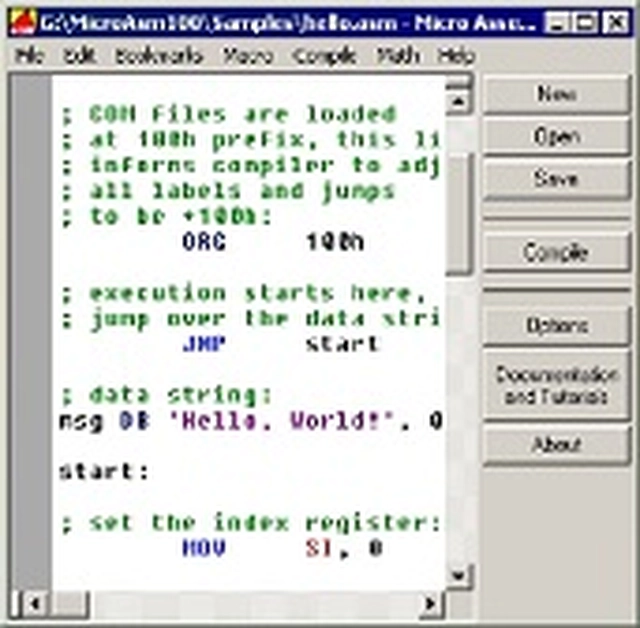 G:\MicroAsm100\Samples\hello.asm - Micro Asse...
File Edit Bookmarks Macro Compile Math Help
; COM files are loaded
; at 100h prefix, this li
; informs compiler to adj
; all labels and jumps
; to be +100h:
ORG 100h
; execution starts here,
; jump over the data stri
JMP start
; data string:
msg DB 'Hello, World!', 0
start:
; set the index register:
MOV SI, 0
New
Open
Save
Compile
Options
Documentation
and Tutorials
About